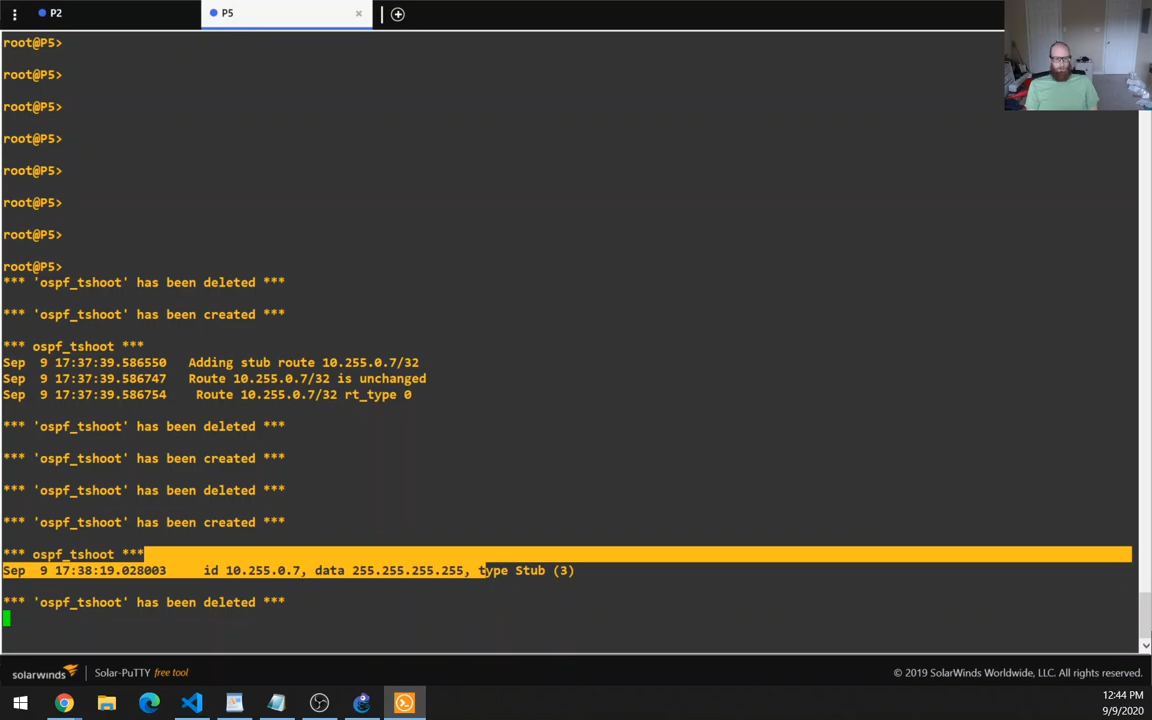 P2
P5
root@P5>
root@P5>
root@P5>
root@P5>
root@P5>
root@P5>
root@P5>
root@P5>
*** 'ospf_tshoot' has been deleted ***
*** 'ospf_tshoot' has been created ***
*** ospf_tshoot ***
Sep  9 17:37:39.586550   Adding stub route 10.255.0.7/32
Sep  9 17:37:39.586747   Route 10.255.0.7/32 is unchanged
Sep  9 17:37:39.586754    Route 10.255.0.7/32 rt_type 0
*** 'ospf_tshoot' has been deleted ***
*** 'ospf_tshoot' has been created ***
*** 'ospf_tshoot' has been deleted ***
*** 'ospf_tshoot' has been created ***
*** ospf_tshoot ***
Sep  9 17:38:19.028003     id 10.255.0.7, data 255.255.255.255, type Stub (3)
*** 'ospf_tshoot' has been deleted ***
solarwinds Solar-PuTTY free tool
© 2019 SolarWinds Worldwide, LLC. All rights reserved.
12:44 PM
9/9/2020